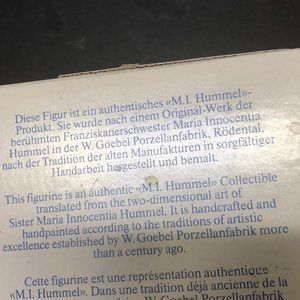 Diese Figur ist ein authentisches «M.I. Hummel»-
Produkt. Sie wurde nach einem Original-Werk der
berühmten Franziskanerschwester Maria Innocentia
Hummel in der W. Goebel Porzellanfabrik, Rödental,
nach der Tradition der alten Manufakturen in sorgfältiger
Handarbeit hergestellt und bemalt.
This figurine is an authentic «M.I. Hummel» Collectible
translated from the two-dimensional art of
Sister Maria Innocentia Hummel. It is handcrafted and
handpainted according to the traditions of artistic
excellence established by W. Goebel Porzellanfabrik more
than a century ago.
Cette figurine est une représentation authentique
«M.I. Hummel». Dans une tradition déjà ancienne de la
Porzellanfabrik